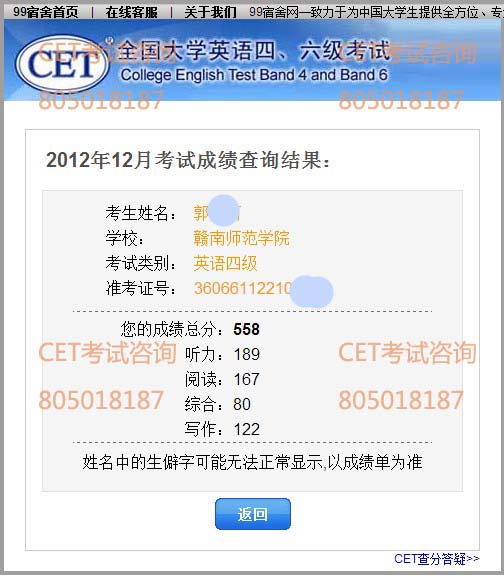 99宿舍首页 | 在线客服 | 关于我们 99宿舍网—致力于为中国大学生提供全方位、专
CET 全国大学英语四、六级考试
College English Test Band 4 and Band 6
CET考试咨询 CET考试咨询
805018187 805018187
2012年12月考试成绩查询结果：
考生姓名： 郭
学校： 赣南师范学院
考试类别： 英语四级
准考证号： 36066112210
您的成绩总分：558
听力：189
CET考试咨询 CET考试咨询
阅读：167
805018187 805018187
综合：80
写作：122
姓名中的生僻字可能无法正常显示,以成绩单为准
返回
CET查分答疑>>